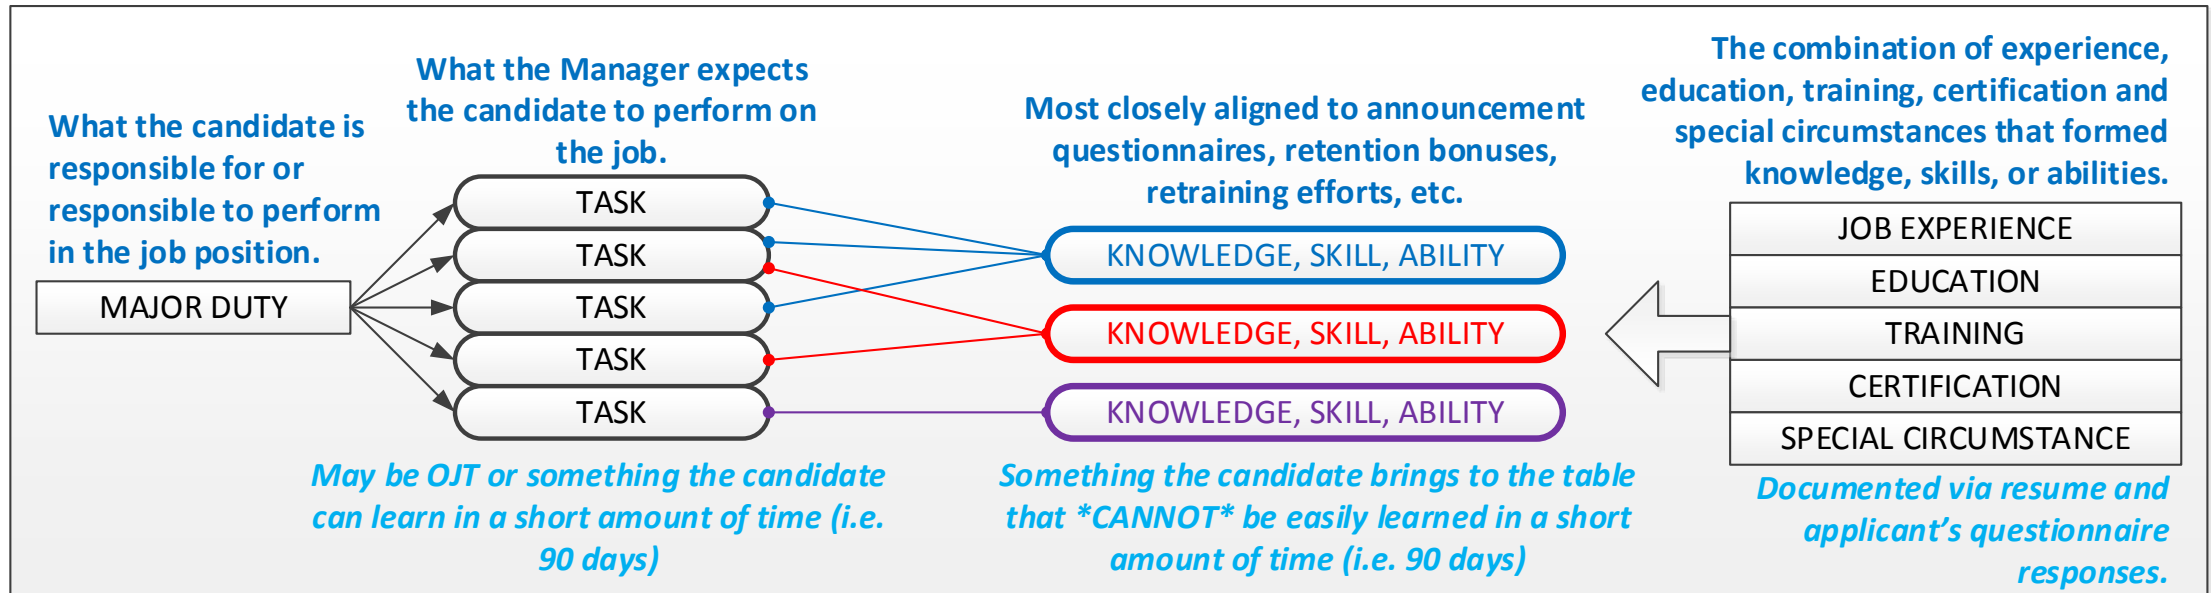 What the candidate is
responsible for or
responsible to perform
in the job position.
MAJOR DUTY
What the Manager expects
the candidate to perform on
the job.
TASK
TASK
TASK
TASK
TASK
May be OJT or something the candidate
can learn in a short amount of time (i.e.
90 days)
Most closely aligned to announcement
questionnaires, retention bonuses,
retraining efforts, etc.
KNOWLEDGE, SKILL, ABILITY
KNOWLEDGE, SKILL, ABILITY
KNOWLEDGE, SKILL, ABILITY
Something the candidate brings to the table
that *CANNOT* be easily learned in a short
amount of time (i.e. 90 days)
The combination of experience,
education, training, certification and
special circumstances that formed
knowledge, skills, or abilities.
JOB EXPERIENCE
EDUCATION
TRAINING
CERTIFICATION
SPECIAL CIRCUMSTANCE
Documented via resume and
applicant’s questionnaire
responses.